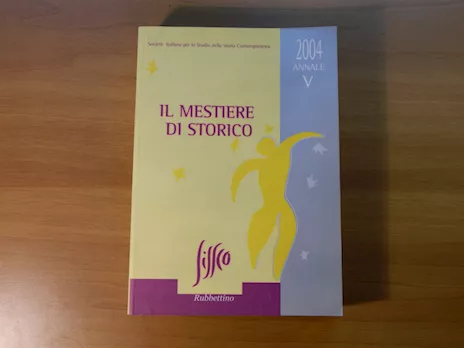 Società Italiana per lo Studio della Storia Contemporanea
2004
ANNALE
V
IL MESTIERE
DI STORICO
sissco
Rubbettino